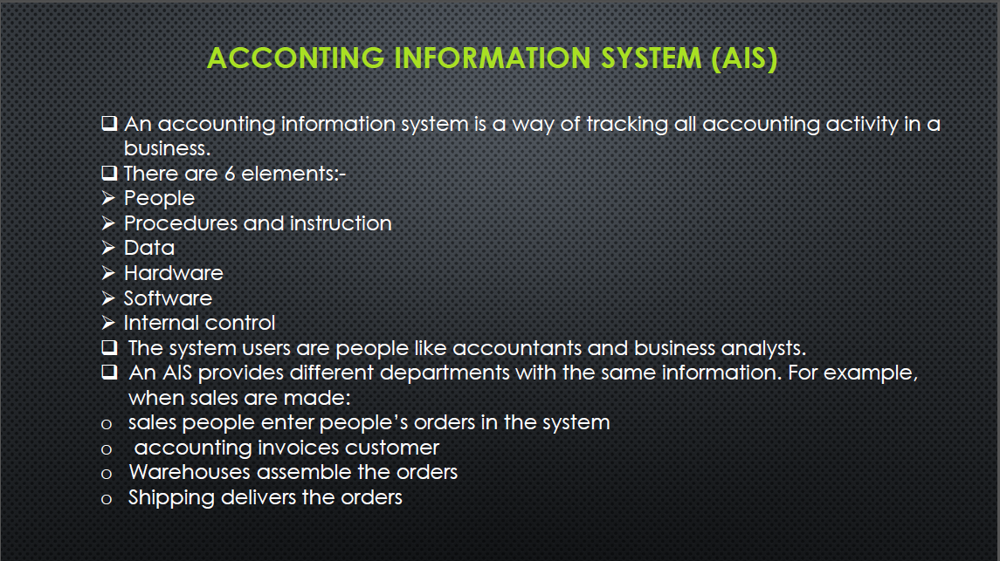 ACCONTING INFORMATION SYSTEM (AIS)
❑ An accounting information system is a way of tracking all accounting activity in a
business.
❑ There are 6 elements:-
➢ People
➢ Procedures and instruction
➢ Data
➢ Hardware
➢ Software
➢ Internal control
❑ The system users are people like accountants and business analysts.
❑ An AIS provides different departments with the same information. For example,
when sales are made:
o sales people enter people’s orders in the system
o accounting invoices customer
o Warehouses assemble the orders
o Shipping delivers the orders